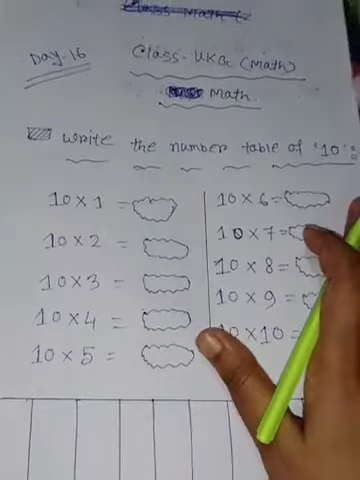 Day-16
Class- UKG (Math)
Math.
Write the number table of '10':
10×1 =
10×2 =
10×3 =
10×4 =
10×5 =
10×6=
10×7=
10×8=
10×9 =
10×10=